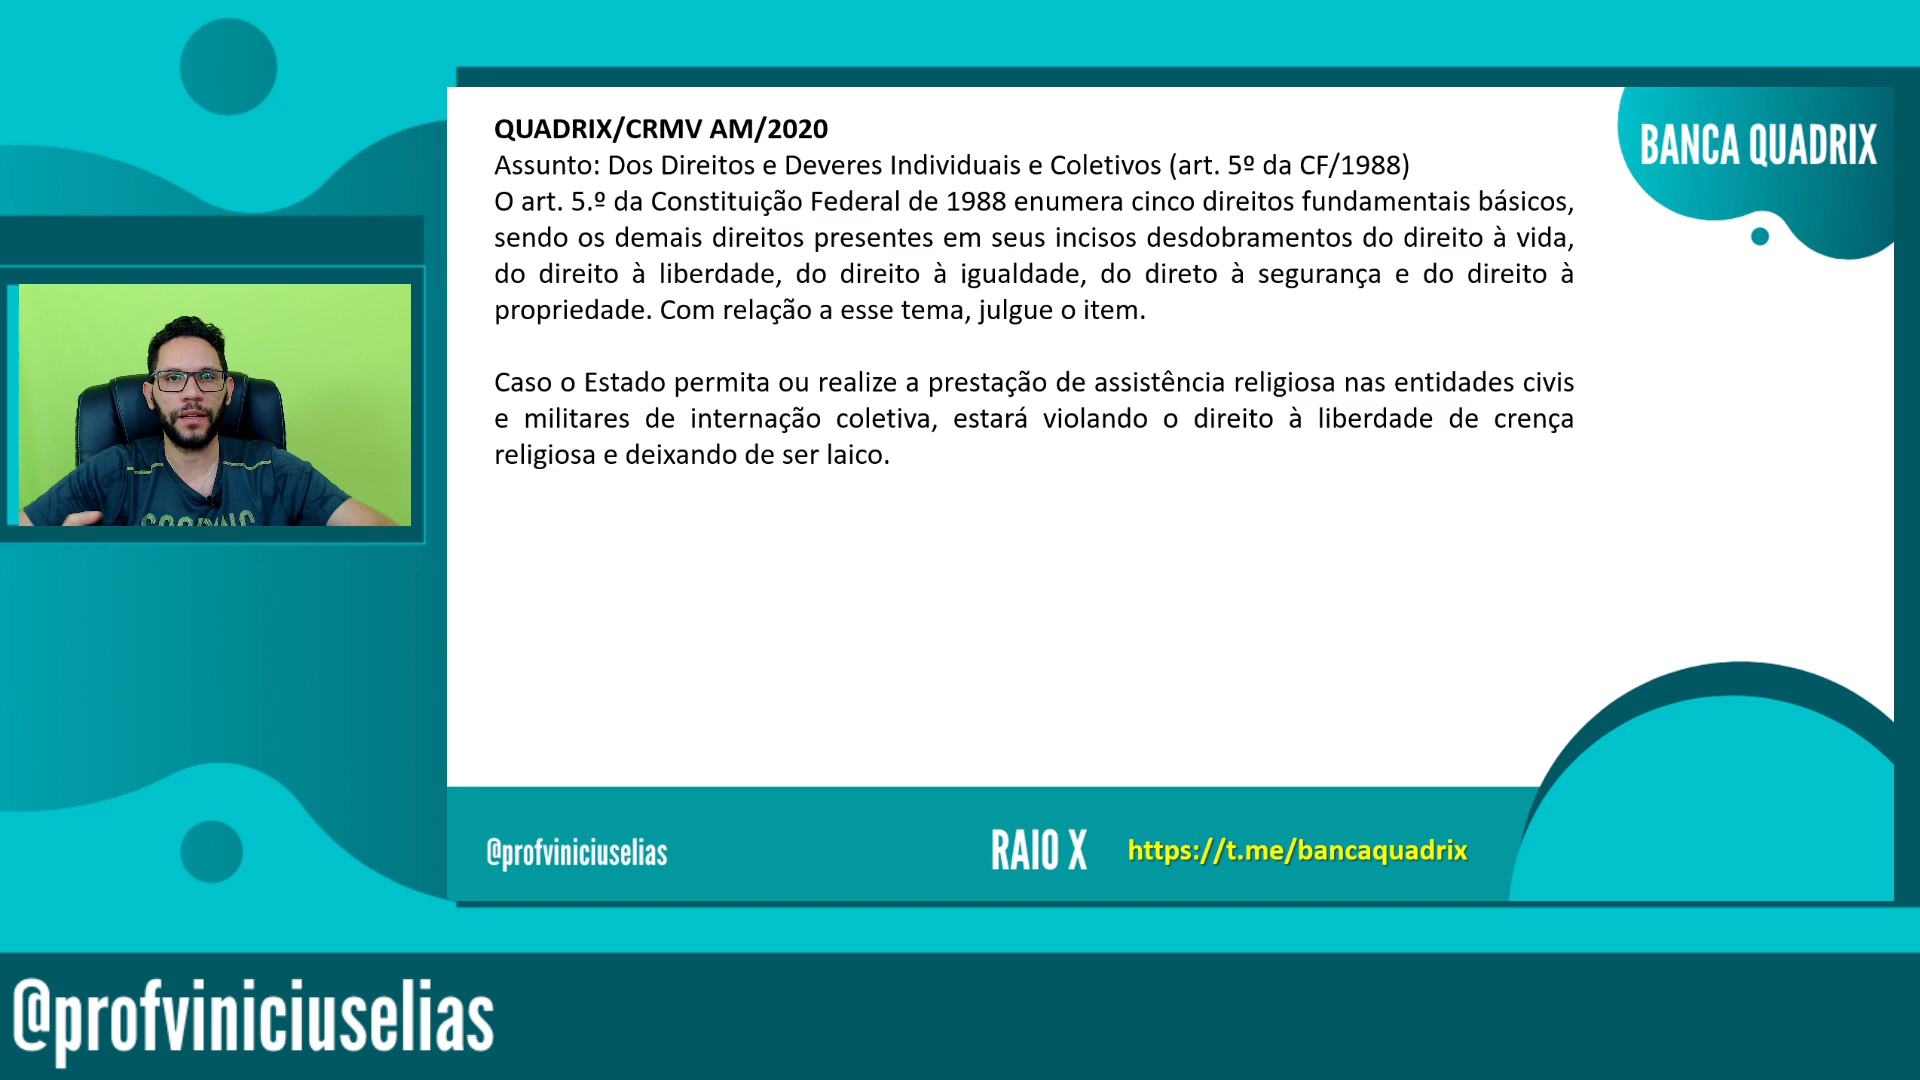 QUADRIX/CRMV AM/2020
Assunto: Dos Direitos e Deveres Individuais e Coletivos (art. 5º da CF/1988)
O art. 5.º da Constituição Federal de 1988 enumera cinco direitos fundamentais básicos,
sendo os demais direitos presentes em seus incisos desdobramentos do direito à vida,
do direito à liberdade, do direito à igualdade, do direto à segurança e do direito à
propriedade. Com relação a esse tema, julgue o item.
Caso o Estado permita ou realize a prestação de assistência religiosa nas entidades civis
e militares de internação coletiva, estará violando o direito à liberdade de crença
religiosa e deixando de ser laico.
BANCA QUADRIX
@profviniciuselias
RAIO X
https://t.me/bancaquadrix
@profviniciuselias